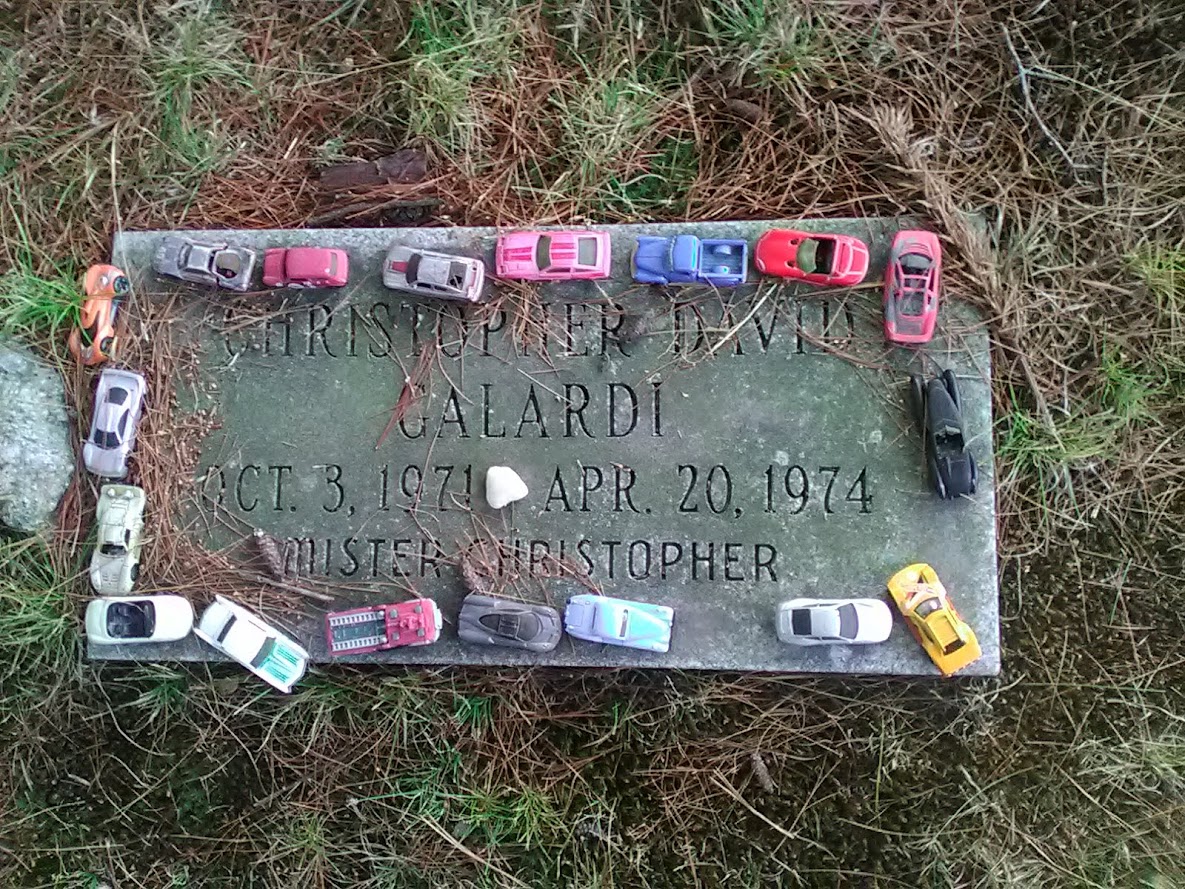 CHRISTOPHER DAVID
GALARDI
OCT. 3, 1971 APR. 20, 1974
MISTER CHRISTOPHER